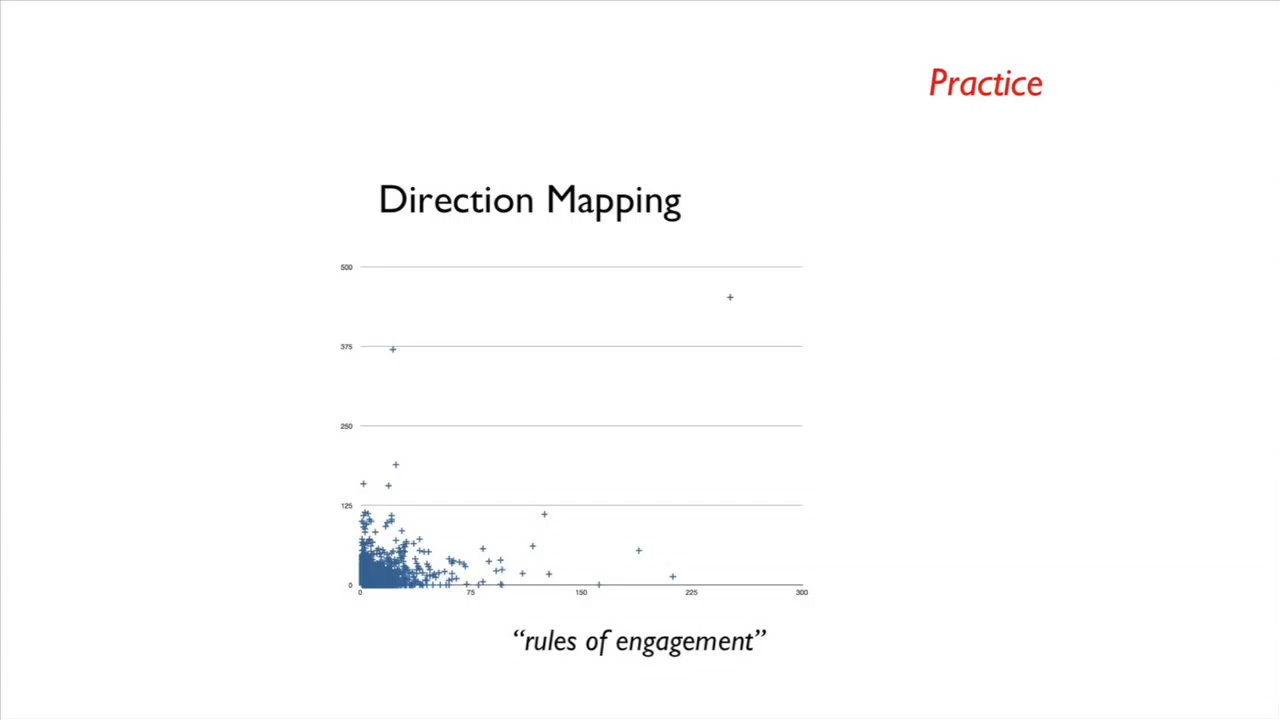 Practice
Direction Mapping
500
375
250
125
0
0 75 150 225 300
“rules of engagement”